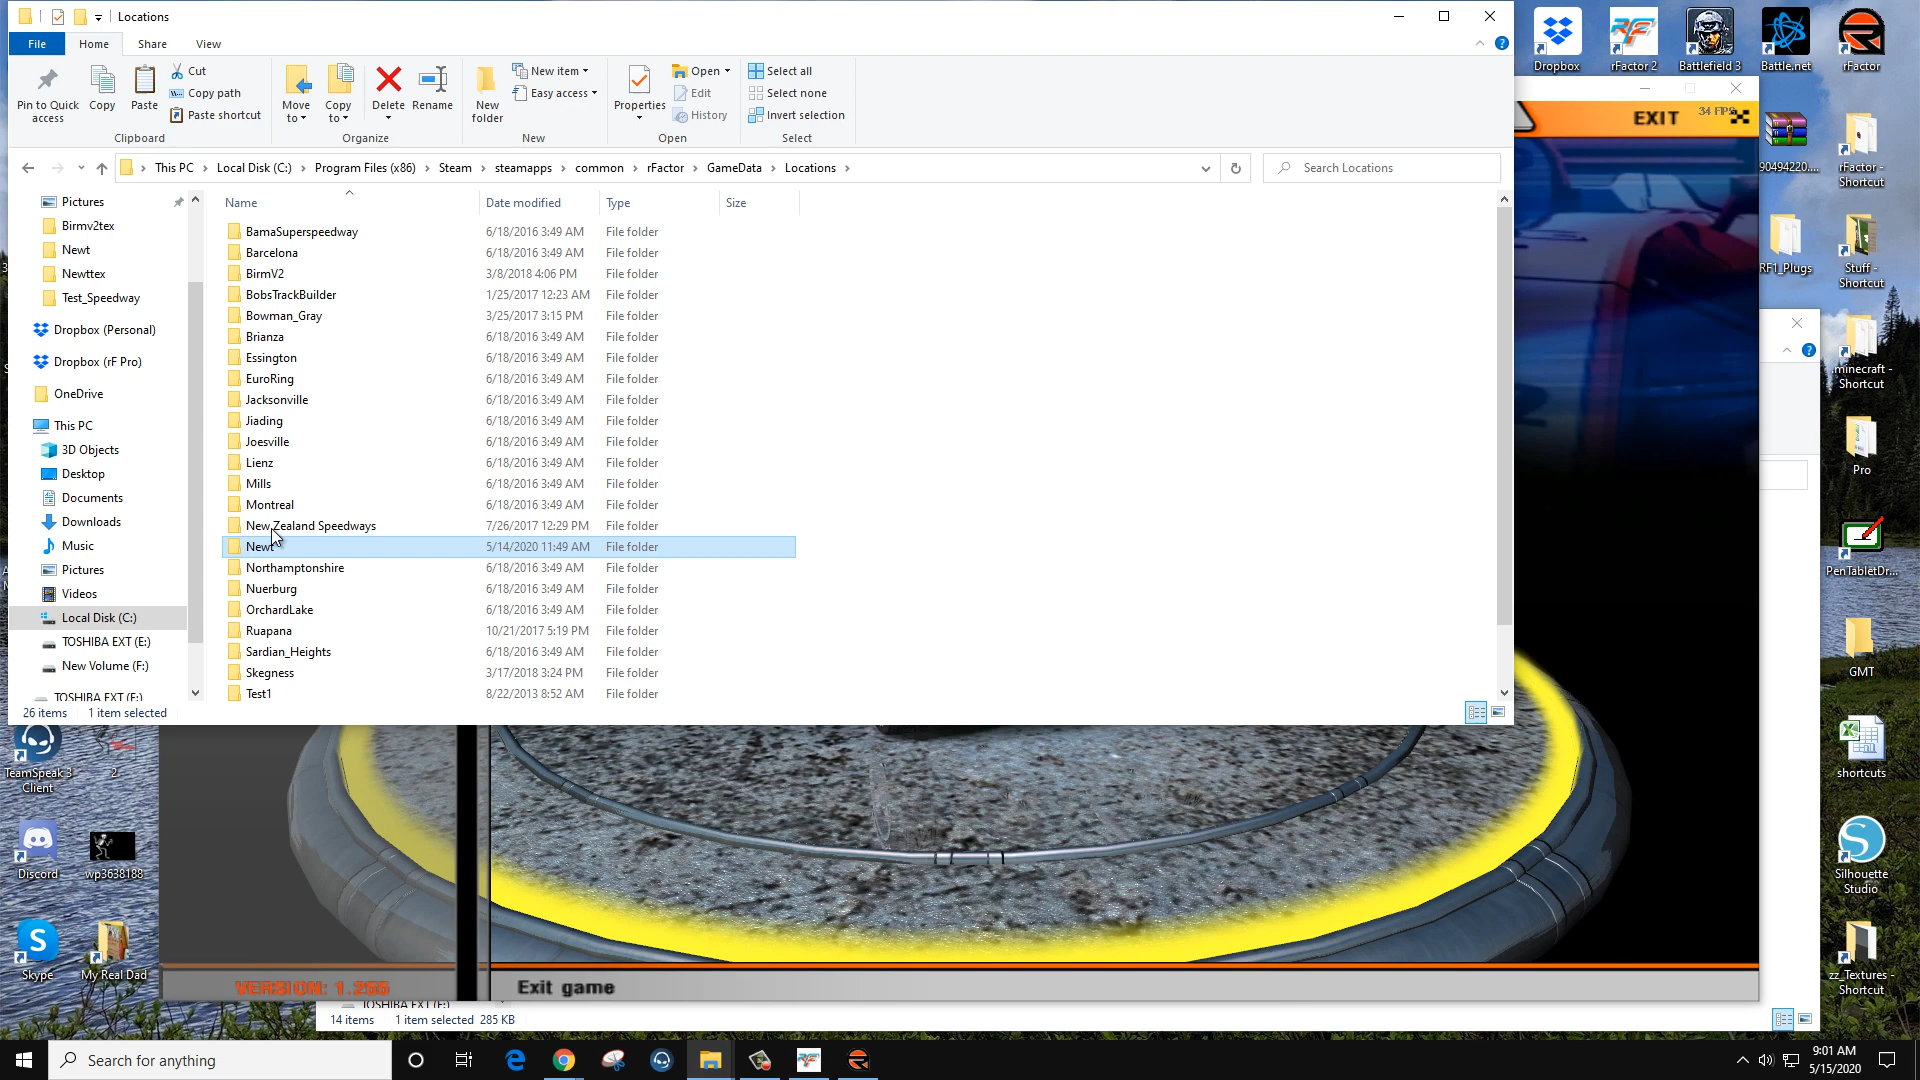 Locations
File
Home
Share
View
Pin to Quick
access
Copy
Paste
Cut
Copy path
Paste shortcut
Clipboard
Move
to
Copy
to
Delete
Rename
Organize
New
folder
New item
Easy access
New
Properties
Open
Edit
History
Open
Select all
Select none
Invert selection
Select
This PC
Local Disk (C:)
Program Files (x86)
Steam
steamapps
common
rFactor
GameData
Locations
Search Locations
Pictures
Birmv2tex
Newt
Newttex
Test_Speedway
Dropbox (Personal)
Dropbox (rF Pro)
OneDrive
This PC
3D Objects
Desktop
Documents
Downloads
Music
Pictures
Videos
Local Disk (C:)
TOSHIBA EXT (E:)
New Volume (F:)
TOSHIBA EXT (E:)
Name Date modified Type Size
BamaSuperspeedway 6/18/2016 3:49 AM File folder
Barcelona 6/18/2016 3:49 AM File folder
BirmV2 3/8/2018 4:06 PM File folder
BobsTrackBuilder 1/25/2017 12:23 AM File folder
Bowman_Gray 3/25/2017 3:15 PM File folder
Brianza 6/18/2016 3:49 AM File folder
Essington 6/18/2016 3:49 AM File folder
EuroRing 6/18/2016 3:49 AM File folder
Jacksonville 6/18/2016 3:49 AM File folder
Jiading 6/18/2016 3:49 AM File folder
Joesville 6/18/2016 3:49 AM File folder
Lienz 6/18/2016 3:49 AM File folder
Mills 6/18/2016 3:49 AM File folder
Montreal 6/18/2016 3:49 AM File folder
New Zealand Speedways 7/26/2017 12:29 PM File folder
Newt 5/14/2020 11:49 AM File folder
Northamptonshire 6/18/2016 3:49 AM File folder
Nuerburg 6/18/2016 3:49 AM File folder
OrchardLake 6/18/2016 3:49 AM File folder
Ruapana 10/21/2017 5:19 PM File folder
Sardian_Heights 6/18/2016 3:49 AM File folder
Skegness 3/17/2018 3:24 PM File folder
Test1 8/22/2013 8:52 AM File folder
26 items 1 item selected
Dropbox
rFactor 2
Battlefield 3
Battle.net
rFactor
EXIT
34 FPS
90494220....
rFactor -
Shortcut
RF1_Plugs
Stuff -
Shortcut
minecraft -
Shortcut
Pro
PenTabletDr...
GMT
shortcuts
Silhouette
Studio
zz_Textures -
Shortcut
TeamSpeak 3
Client
2
Discord
wp3638188
Skype
My Real Dad
VERSION: 1.255
Exit game
TOSHIBA EXT (E:)
14 items 1 item selected 285 KB
Search for anything
9:01 AM
5/15/2020